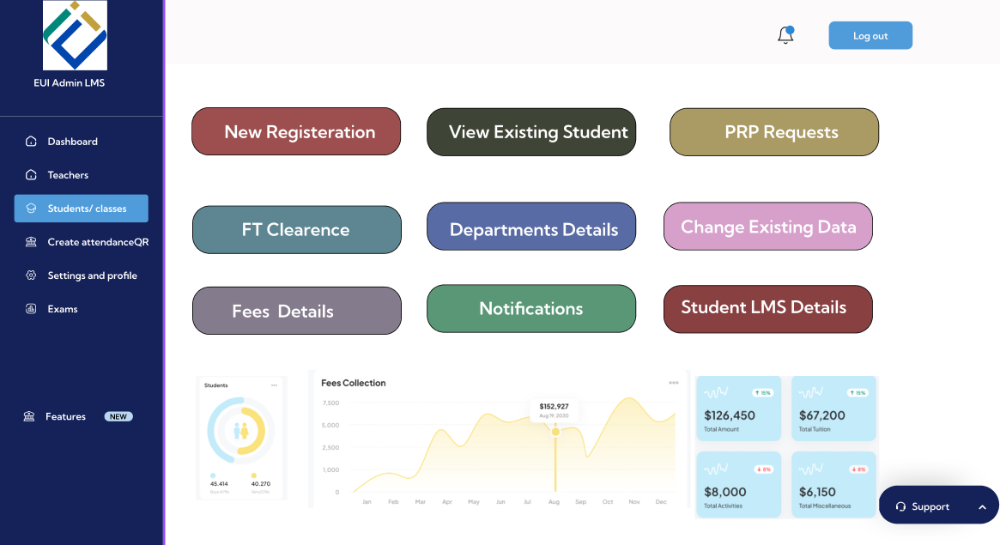 EUI Admin LMS
Dashboard
Teachers
Students/ classes
Create attendanceQR
Settings and profile
Exams
Features NEW
Log out
New Registeration
View Existing Student
PRP Requests
FT Clearence
Departments Details
Change Existing Data
Fees Details
Notifications
Student LMS Details
Students
45.414
40.270
Fees Collection
7,500
5,000
2,500
1,000
0
$152,927
Aug 19, 2030
Jan Feb Mar Apr May Jun Jul Aug Sep Oct Nov Dec
15%
$126,450
Total Amount
15%
$67,200
Total Tuition
8%
$8,000
Total Activities
8%
$6,150
Total Miscellaneous
Support